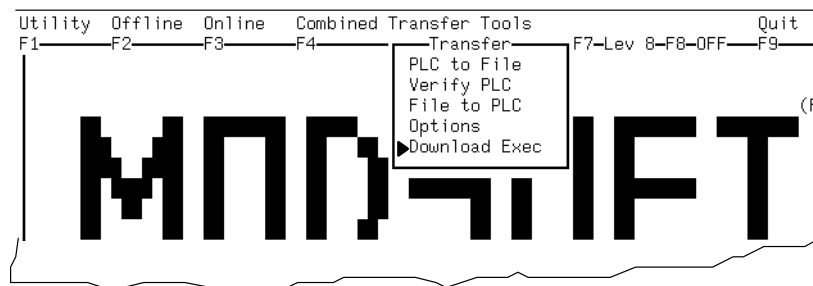 Utility Offline Online Combined Transfer Tools Quit
F1 F2 F3 F4 Transfer F7-Lev 8-F8-OFF F9
PLC to File
Verify PLC
File to PLC
Options
Download Exec